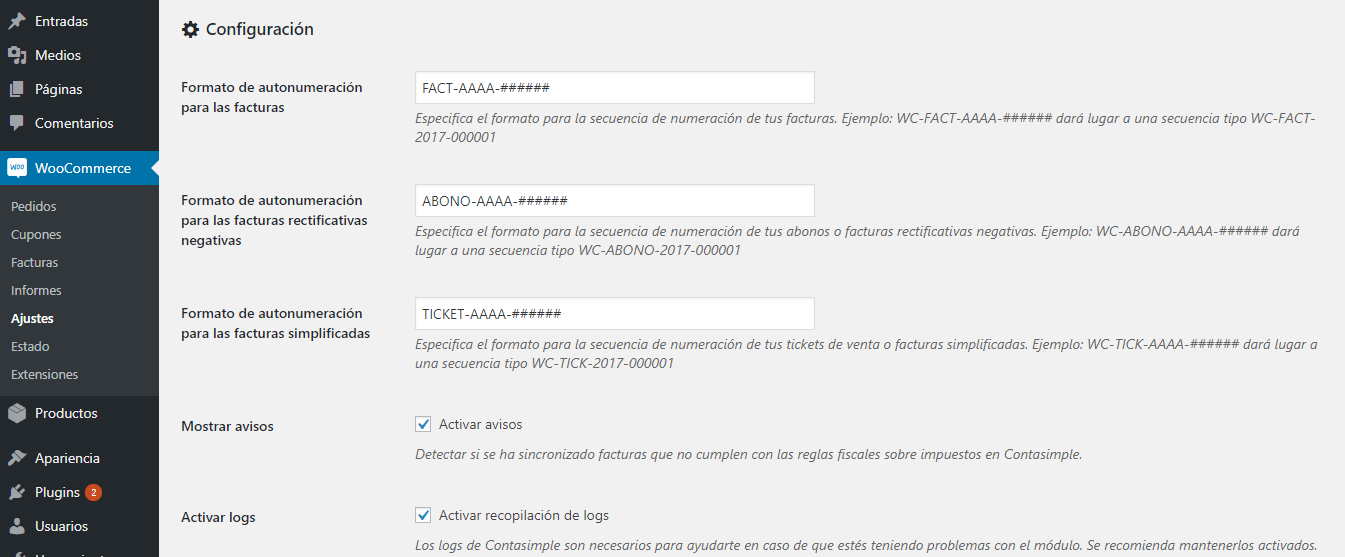 Entradas
Medios
Páginas
Comentarios
WOO
WooCommerce
Pedidos
Cupones
Facturas
Informes
Ajustes
Estado
Extensiones
Productos
Apariencia
Plugins 2
Usuarios
Configuración
Formato de autonumeración
para las facturas
FACT-AAAA-######
Especifica el formato para la secuencia de numeración de tus facturas. Ejemplo: WC-FACT-AAAA-###### dará lugar a una secuencia tipo WC-FACT-
2017-000001
Formato de autonumeración
para las facturas rectificativas
negativas
ABONO-AAAA-######
Especifica el formato para la secuencia de numeración de tus abonos o facturas rectificativas negativas. Ejemplo: WC-ABONO-AAAA-###### dará
lugar a una secuencia tipo WC-ABONO-2017-000001
Formato de autonumeración
para las facturas simplificadas
TICKET-AAAA-######
Especifica el formato para la secuencia de numeración de tus tickets de venta o facturas simplificadas. Ejemplo: WC-TICK-AAAA-###### dará lugar a
una secuencia tipo WC-TICK-2017-000001
Mostrar avisos
Activar avisos
Detectar si se ha sincronizado facturas que no cumplen con las reglas fiscales sobre impuestos en Contasimple.
Activar logs
Activar recopilación de logs
Los logs de Contasimple son necesarios para ayudarte en caso de que estés teniendo problemas con el módulo. Se recomienda mantenerlos activados.